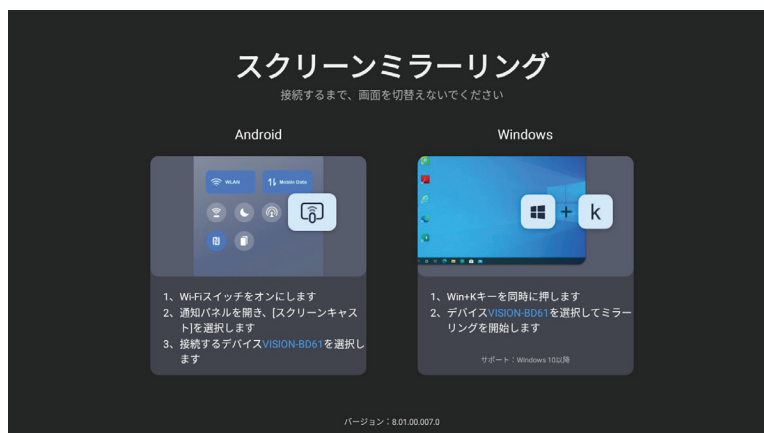 スクリーンミラーリング
接続するまで、画面を切替えないでください
Android
WLAN
Mobile Data
1、Wi-Fiスイッチをオンにします
2、通知パネルを開き、[スクリーンキャス
ト]を選択します
3、接続するデバイスVISION-BD61を選択し
ます
Windows
+
k
1、Win+Kキーを同時に押します
2、デバイスVISION-BD61を選択してミラー
リングを開始します
サポート：Windows 10以降
バージョン：8.01.00.007.0